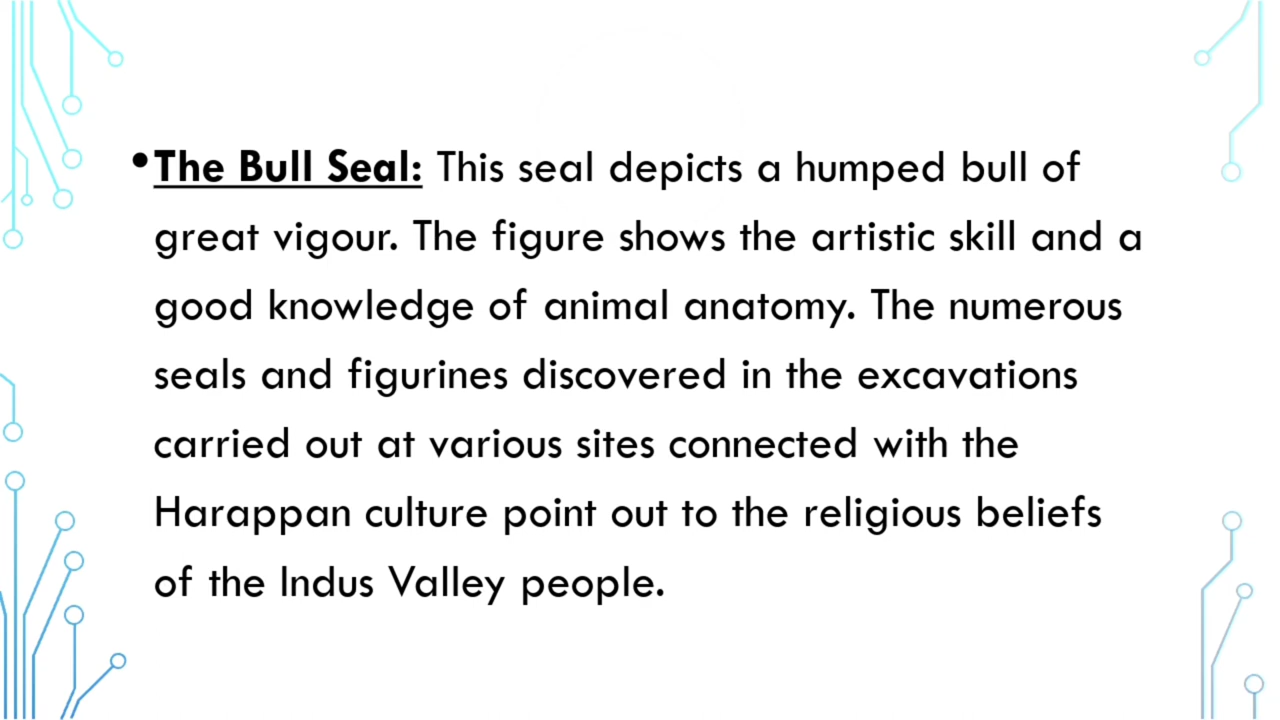 •The Bull Seal: This seal depicts a humped bull of
great vigour. The figure shows the artistic skill and a
good knowledge of animal anatomy. The numerous
seals and figurines discovered in the excavations
carried out at various sites connected with the
Harappan culture point out to the religious beliefs
of the Indus Valley people.